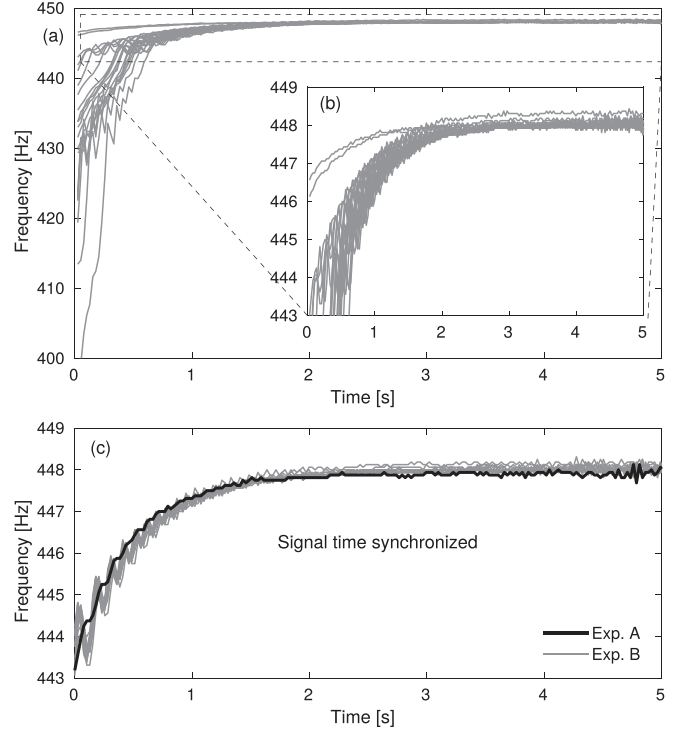 450
(a)
440
430
420
410
400
Frequency [Hz]
0 1 2 3 4 5
Time [s]
449
(b)
448
447
446
445
444
443
0 1 2 3 4 5
449
(c)
448
447
446
445
444
443
Frequency [Hz]
Signal time synchronized
Exp. A
Exp. B
0 1 2 3 4 5
Time [s]